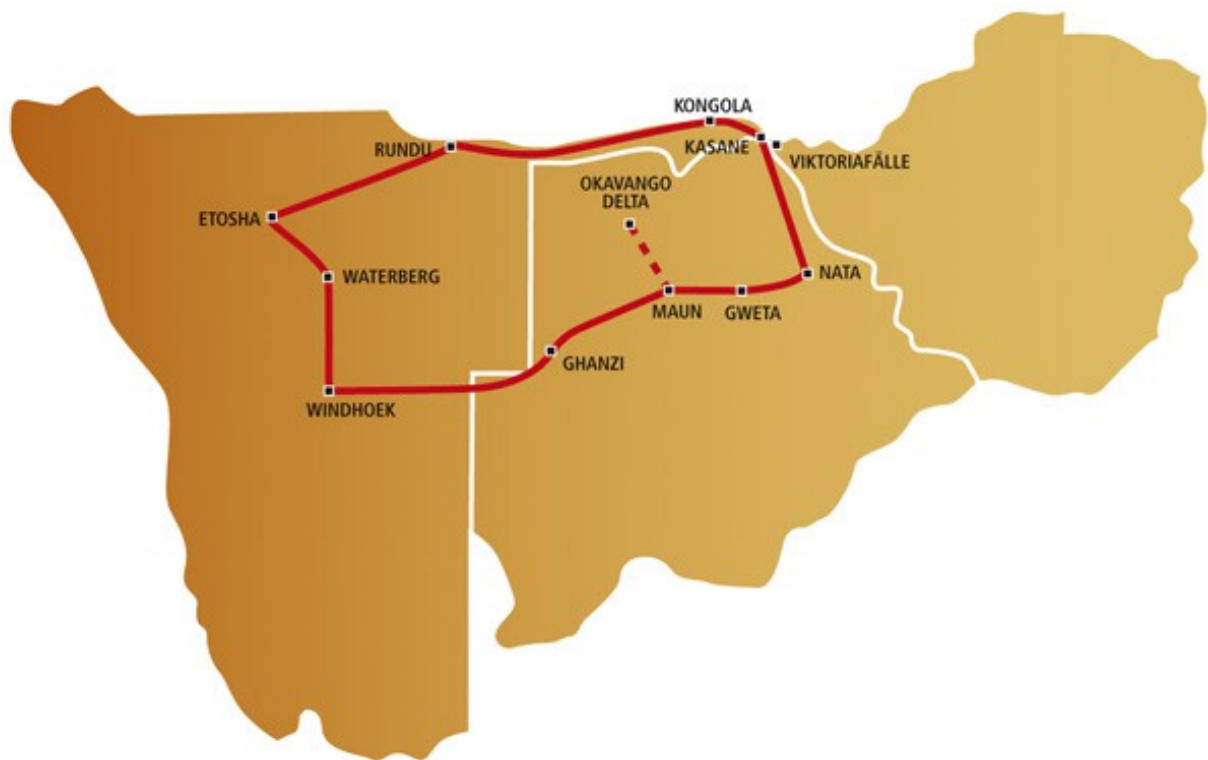 KONGOLA
RUNDU
KASANE
VIKTORIAFÄLLE
OKAVANGO
DELTA
ETOSHA
WATERBERG
NATA
MAUN
GWETA
GHANZI
WINDHOEK